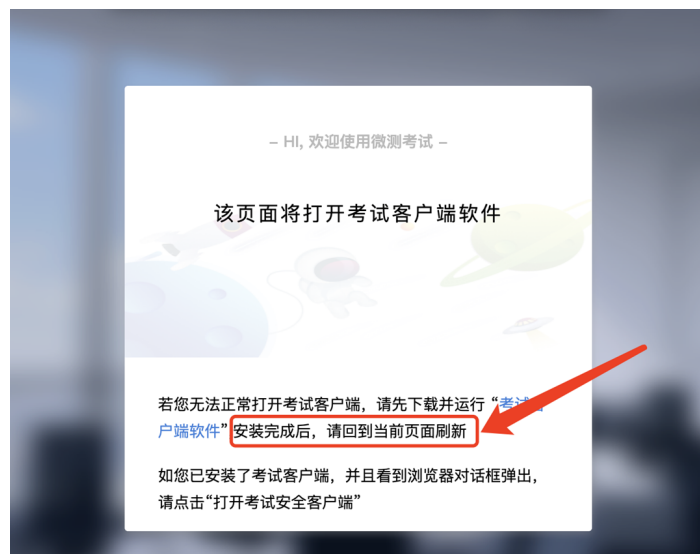 – HI, 欢迎使用微测考试 –
该页面将打开考试客户端软件
若您无法正常打开考试客户端，请先下载并运行 “考试客
户端软件” 安装完成后，请回到当前页面刷新
如您已安装了考试客户端，并且看到浏览器对话框弹出，
请点击“打开考试安全客户端”